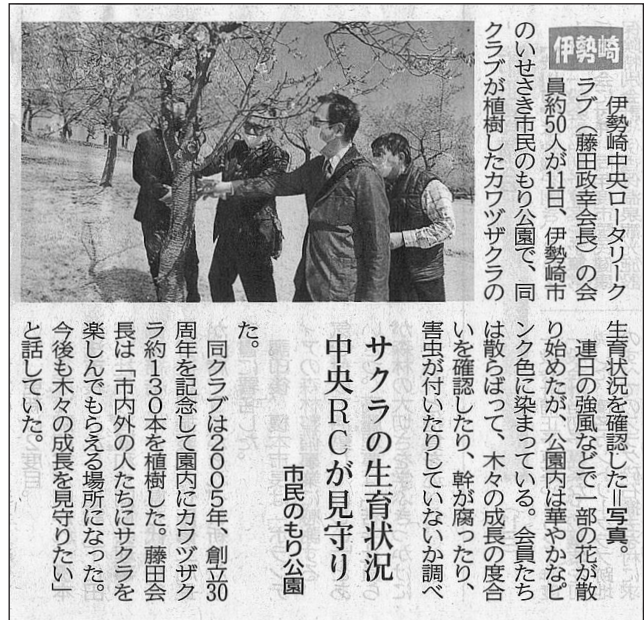 伊勢崎
伊勢崎中央ロータリーク
ラブ（藤田政幸会長）の会
員約50人が11日、伊勢崎市
のいせさき市民のもり公園で、同
クラブが植樹したカワヅザクラの
生育状況を確認した＝写真。
連日の強風などで一部の花が散
り始めたが、公園内は華やかなピ
ンク色に染まっている。会員たち
は散らばって、木々の成長の度合
いを確認したり、幹が腐ったり、
害虫が付いたりしていないか調べ
た。
サクラの生育状況
中央ＲＣが見守り
市民のもり公園
同クラブは２００５年、創立30
周年を記念して園内にカワヅザク
ラ約１３０本を植樹した。藤田会
長は「市内外の人たちにサクラを
楽しんでもらえる場所になった。
今後も木々の成長を見守りたい」
と話していた。